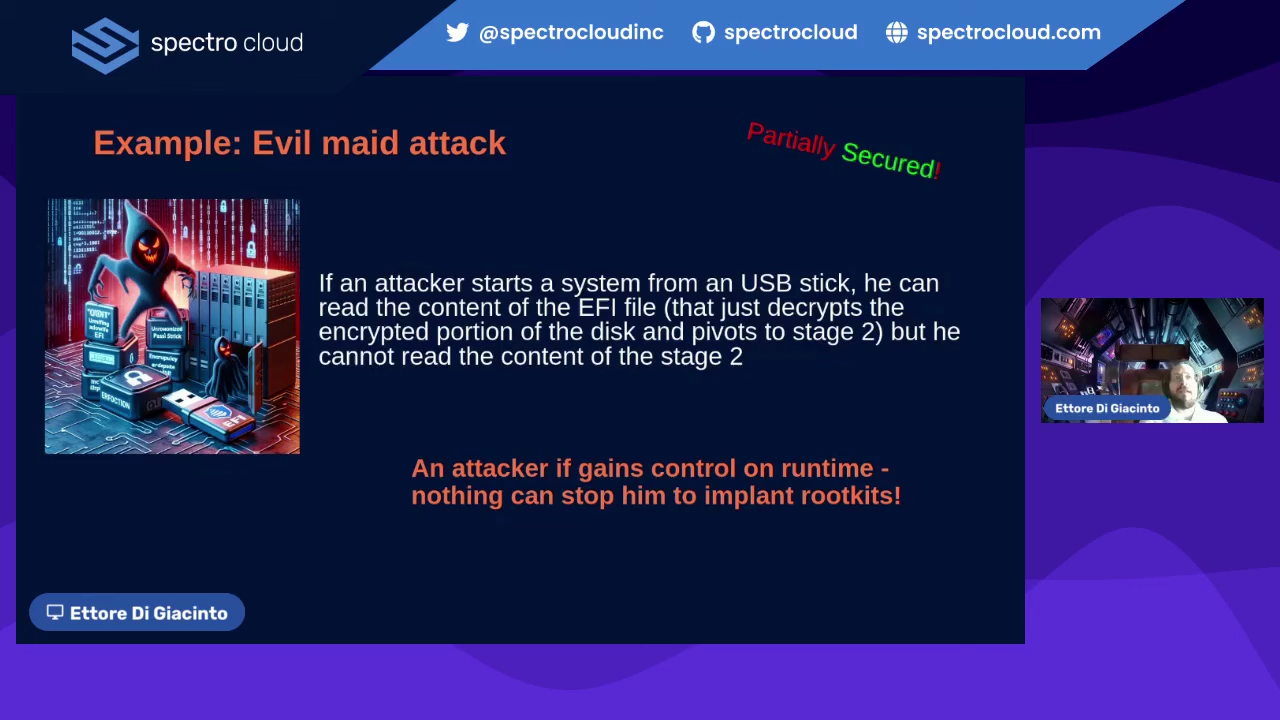 spectro cloud
@spectrocloudinc
spectrocloud
spectrocloud.com
Example: Evil maid attack
Partially Secured!
If an attacker starts a system from an USB stick, he can
read the content of the EFI file (that just decrypts the
encrypted portion of the disk and pivots to stage 2) but he
cannot read the content of the stage 2
EFI
An attacker if gains control on runtime -
nothing can stop him to implant rootkits!
Ettore Di Giacinto
Ettore Di Giacinto